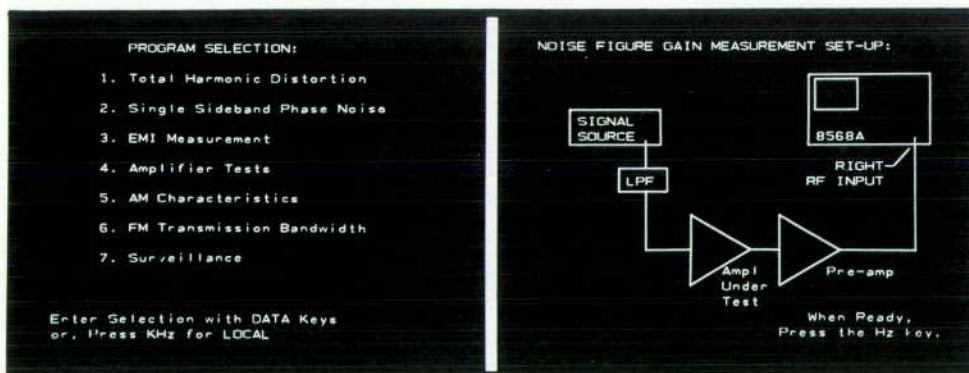 PROGRAM SELECTION:
1. Total Harmonic Distortion
2. Single Sideband Phase Noise
3. EMI Measurement
4. Amplifier Tests
5. AM Characteristics
6. FM Transmission Bandwidth
7. Surveillance
Enter Selection with DATA Keys
or, Press KHz for LOCAL
NOISE FIGURE GAIN MEASUREMENT SET-UP:
SIGNAL
SOURCE
8568A
RIGHT
RF INPUT
LPF
Ampl
Under
Test
Pre-amp
When Ready,
Press the Hz key.